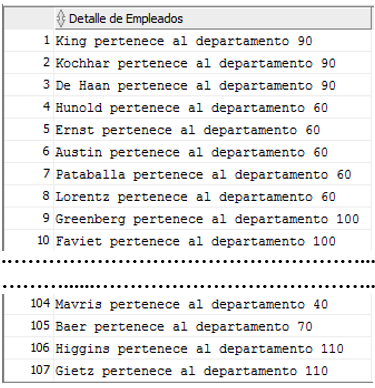 Detalle de Empleados
1 King pertenece al departamento 90
2 Kochhar pertenece al departamento 90
3 De Haan pertenece al departamento 90
4 Hunold pertenece al departamento 60
5 Ernst pertenece al departamento 60
6 Austin pertenece al departamento 60
7 Pataballa pertenece al departamento 60
8 Lorentz pertenece al departamento 60
9 Greenberg pertenece al departamento 100
10 Faviet pertenece al departamento 100
104 Mavris pertenece al departamento 40
105 Baer pertenece al departamento 70
106 Higgins pertenece al departamento 110
107 Gietz pertenece al departamento 110